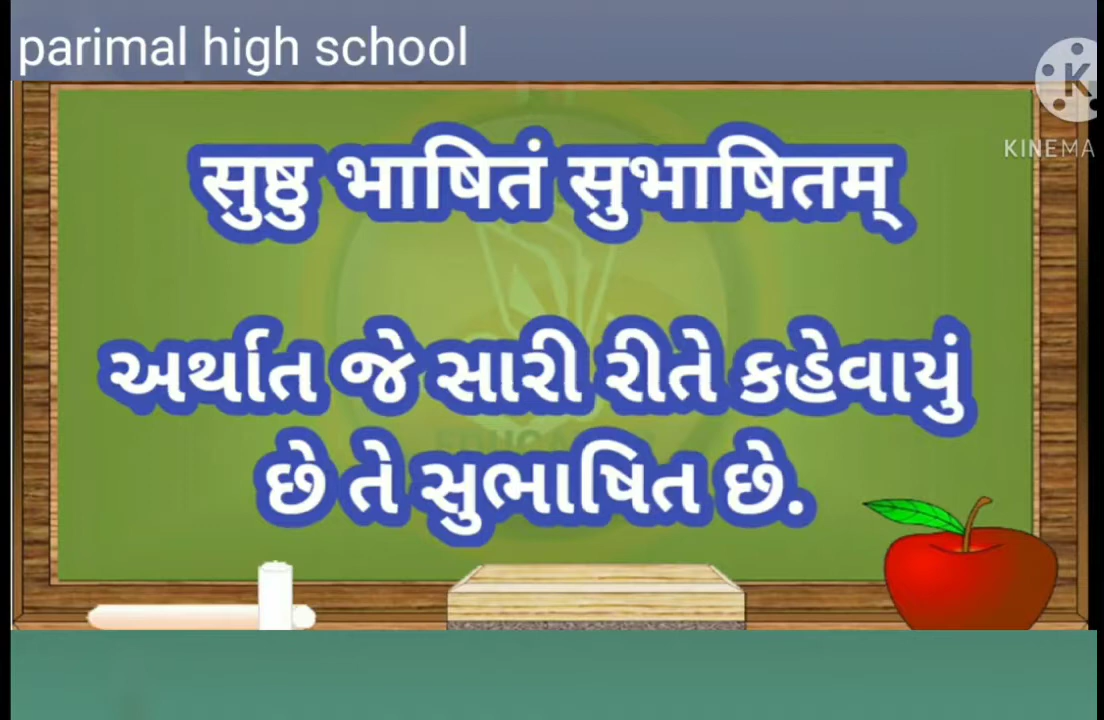 parimal high school
KINEMA
सुष्ठु भाषितं सुभाषितम्
અર્થાત જે સારી રીતે કહેવાયું
છે તે સુભાષિત છે.